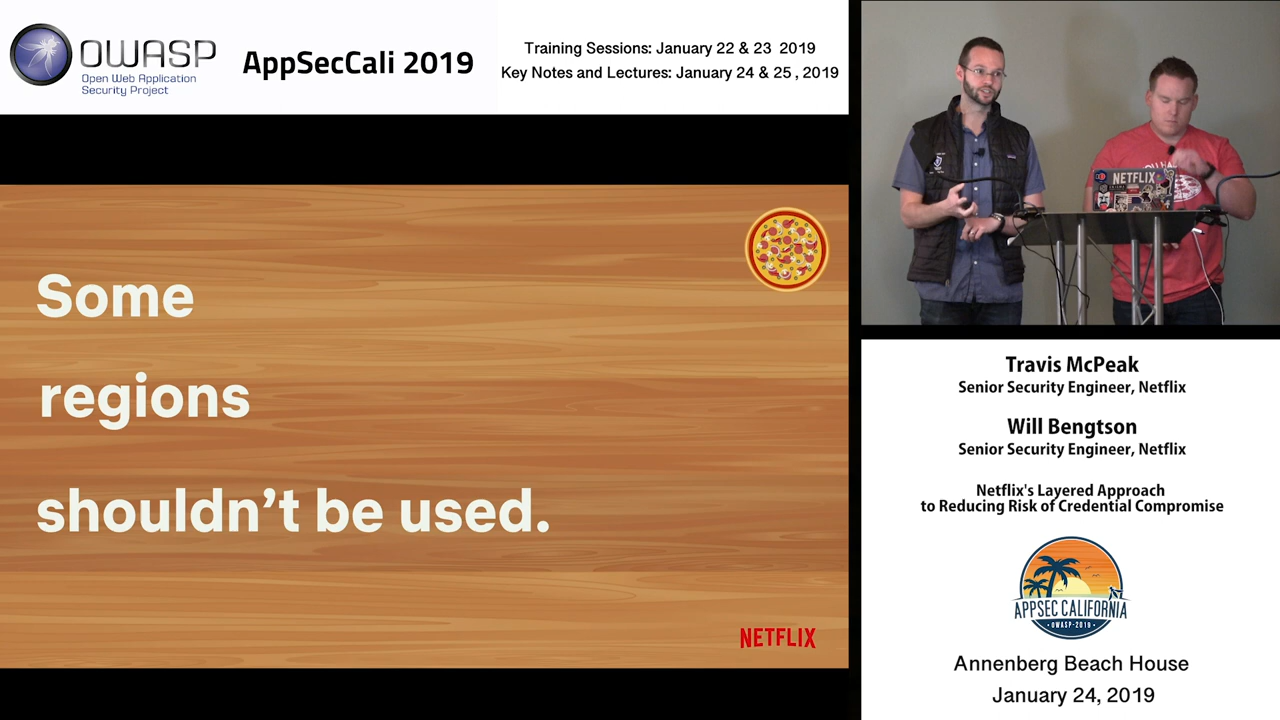 OWASP
Open Web Application
Security Project
AppSecCali 2019
Training Sessions: January 22 & 23 2019
Key Notes and Lectures: January 24 & 25 , 2019
Some
regions
shouldn’t be used.
NETFLIX
NETFLIX
Travis McPeak
Senior Security Engineer, Netflix
Will Bengtson
Senior Security Engineer, Netflix
Netflix's Layered Approach
to Reducing Risk of Credential Compromise
APPSEC CALIFORNIA
• OWASP-2019 •
Annenberg Beach House
January 24, 2019